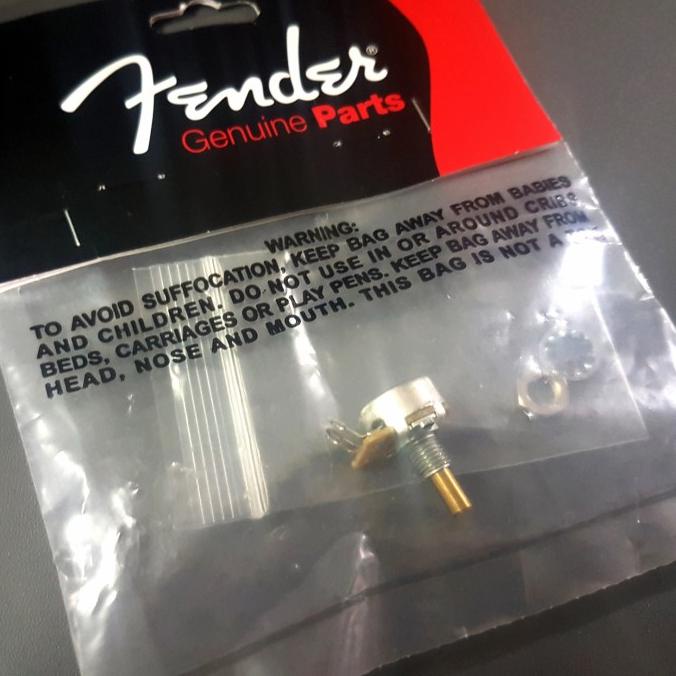 Fender®
Genuine Parts
WARNING:
TO AVOID SUFFOCATION, KEEP BAG AWAY FROM BABIES
AND CHILDREN. DO NOT USE IN OR AROUND CRIBS
BEDS, CARRIAGES OR PLAY PENS. KEEP BAG AWAY FROM
HEAD, NOSE AND MOUTH. THIS BAG IS NOT A